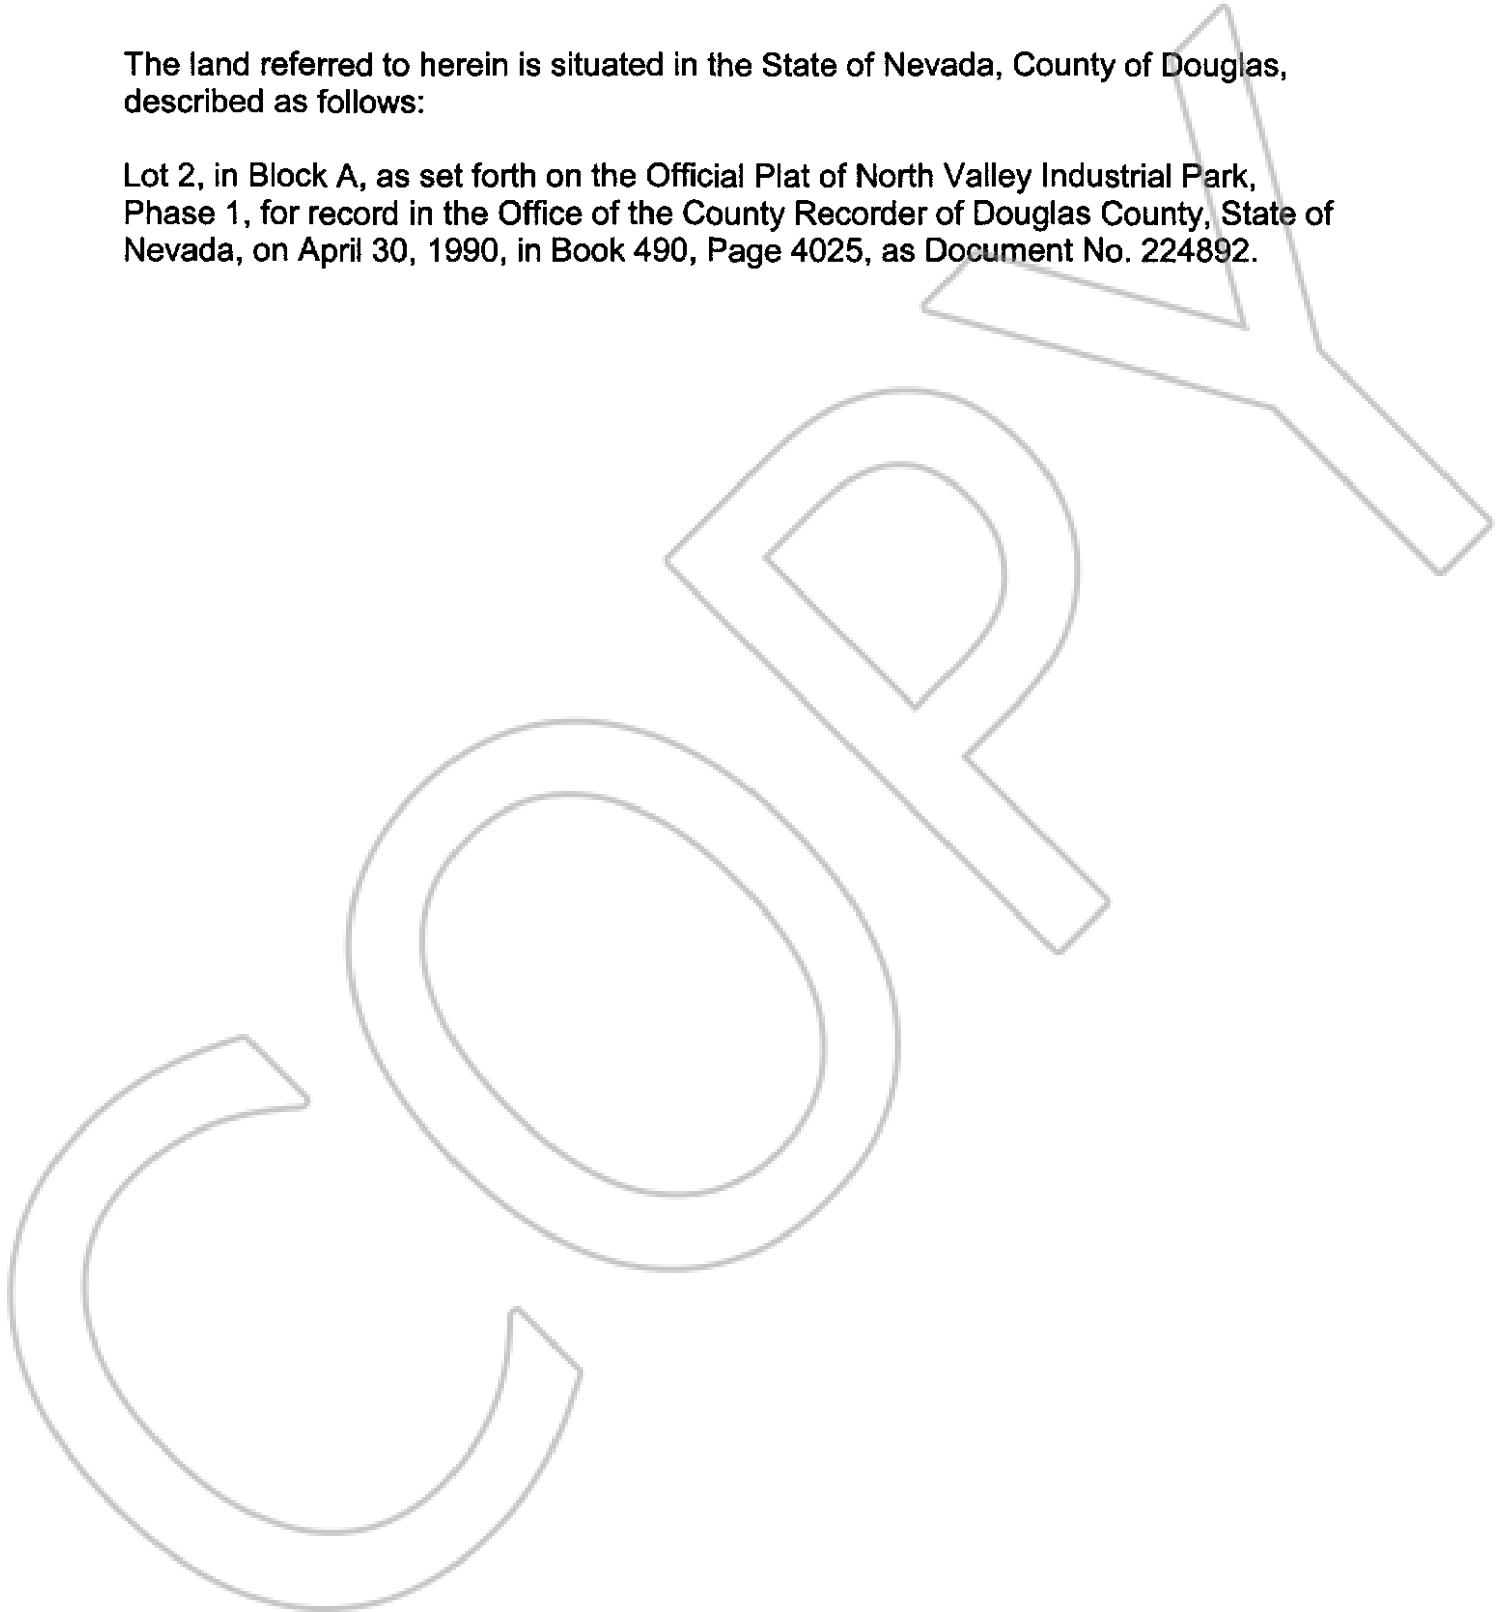 The land referred to herein is situated in the State of Nevada, County of Douglas,
described as follows:
Lot 2, in Block A, as set forth on the Official Plat of North Valley Industrial Park,
Phase 1, for record in the Office of the County Recorder of Douglas County, State of
Nevada, on April 30, 1990, in Book 490, Page 4025, as Document No. 224892.
COPY